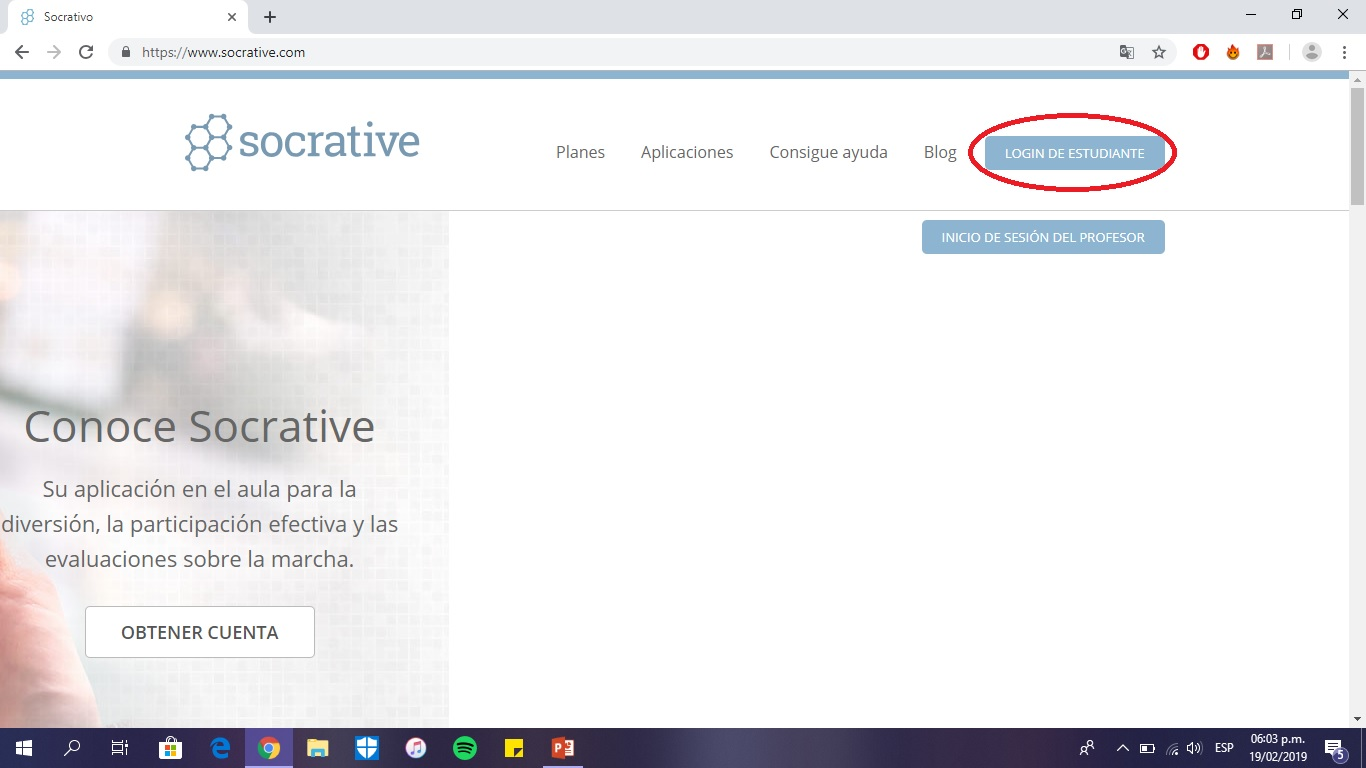 Socrativo
https://www.socrative.com
socrative
Planes
Aplicaciones
Consigue ayuda
Blog
LOGIN DE ESTUDIANTE
INICIO DE SESIÓN DEL PROFESOR
Conoce Socrative
Su aplicación en el aula para la
diversión, la participación efectiva y las
evaluaciones sobre la marcha.
OBTENER CUENTA
ESP
06:03 p.m.
19/02/2019
5